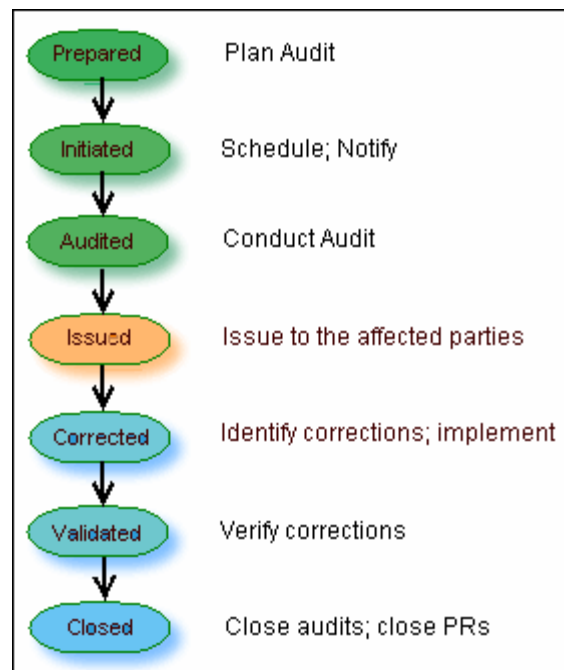 Prepared Plan Audit
Initiated Schedule; Notify
Audited Conduct Audit
Issued Issue to the affected parties
Corrected Identify corrections; implement
Validated Verify corrections
Closed Close audits; close PRs